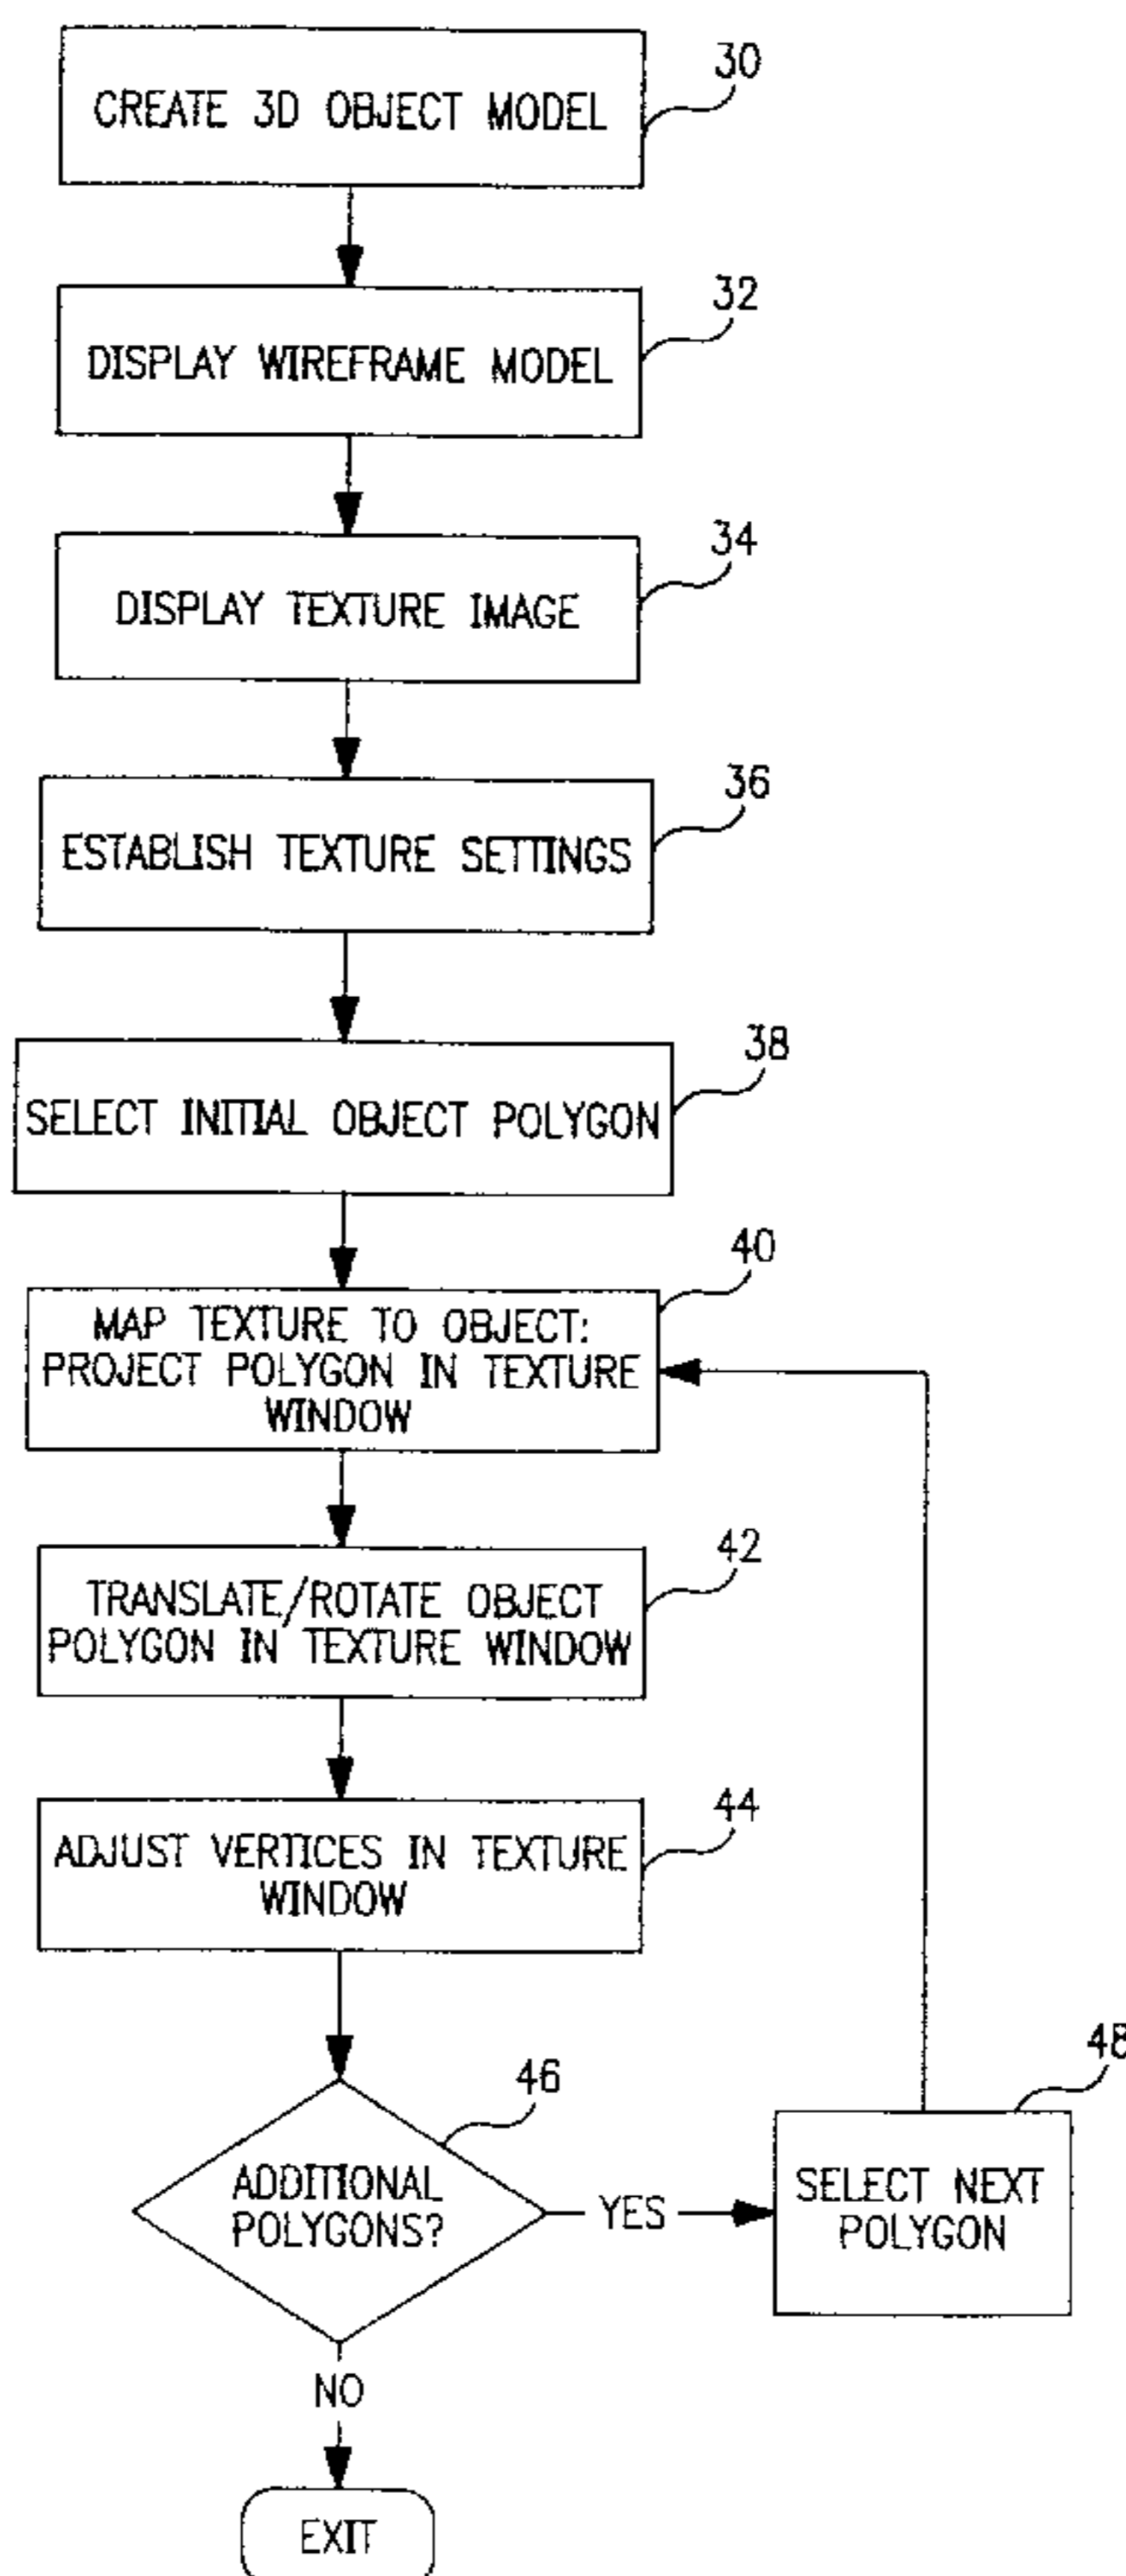 CREATE 3D OBJECT MODEL
30
DISPLAY WIREFRAME MODEL
32
DISPLAY TEXTURE IMAGE
34
ESTABLISH TEXTURE SETTINGS
36
SELECT INITIAL OBJECT POLYGON
38
MAP TEXTURE TO OBJECT:
PROJECT POLYGON IN TEXTURE
WINDOW
40
TRANSLATE/ROTATE OBJECT
POLYGON IN TEXTURE WINDOW
42
ADJUST VERTICES IN TEXTURE
WINDOW
44
ADDITIONAL
POLYGONS?
46
YES
SELECT NEXT
POLYGON
48
NO
EXIT